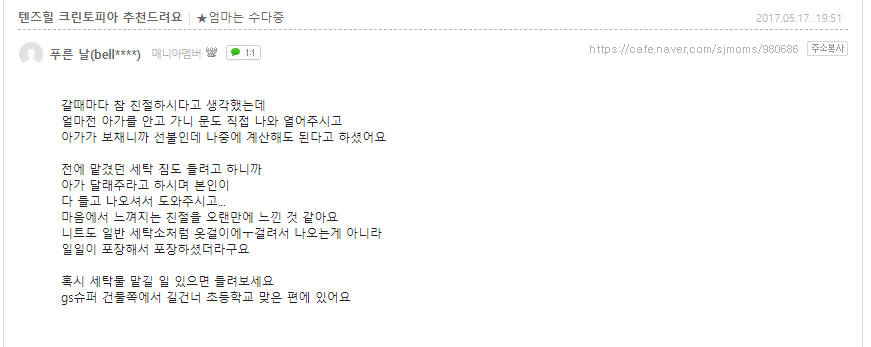 텐즈힐 크린토피아 추천드려요 | ★엄마는 수다중
2017.05.17. 19:51
푸른 날(bell****) 매니아멤버 1:1
https://cafe.naver.com/sjmoms/980686 주소복사
갈때마다 참 친절하시다고 생각했는데
얼마전 아가를 안고 가니 문도 직접 나와 열어주시고
아가가 보채니까 선불인데 나중에 계산해도 된다고 하셨어요
전에 맡겼던 세탁 짐도 들려고 하니까
아가 달래주라고 하시며 본인이
다 들고 나오셔서 도와주시고...
마음에서 느껴지는 친절을 오랜만에 느낀 것 같아요
니트도 일반 세탁소처럼 옷걸이에ㅜ걸려서 나오는게 아니라
일일이 포장해서 포장하셨더라구요
혹시 세탁물 맡길 일 있으면 들려보세요
gs슈퍼 건물쪽에서 길건너 초등학교 맞은 편에 있어요